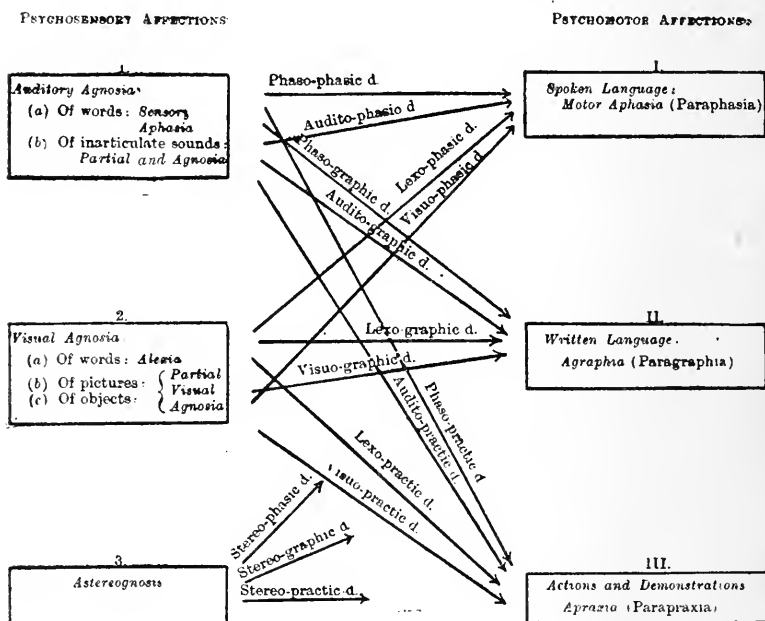 PSYCHOSENSORY AFFECTIONS
PSYCHOMOTOR AFFECTIONS
1.
Auditory Agnosia
(a) Of words: Sensory
Aphasia
(b) Of inarticulate sounds:
Partial and Agnosia
Phaso-phasic d.
Audito-phasic d
Phaso-graphic d.
Audito-graphic d.
Lexo-phasic d.
Visuo-phasic d
I.
Spoken Language:
Motor Aphasia (Paraphasia)
2.
Visual Agnosia
(a) Of words: Alexia
(b) Of pictures: Partial
Visual
(c) Of objects: Agnosia
Lexo-graphic d.
Visuo-graphic d.
Phaso-practic d
Audito-practic d.
Lexo-practic d.
Visuo-practic d.
II.
Written Language.
Agraphia (Paragraphia)
3.
Astereognosis
Stereo-phasic d.
Stereo-graphic d
Stereo-practic d.
III.
Actions and Demonstrations
Apraxia (Parapraxia)